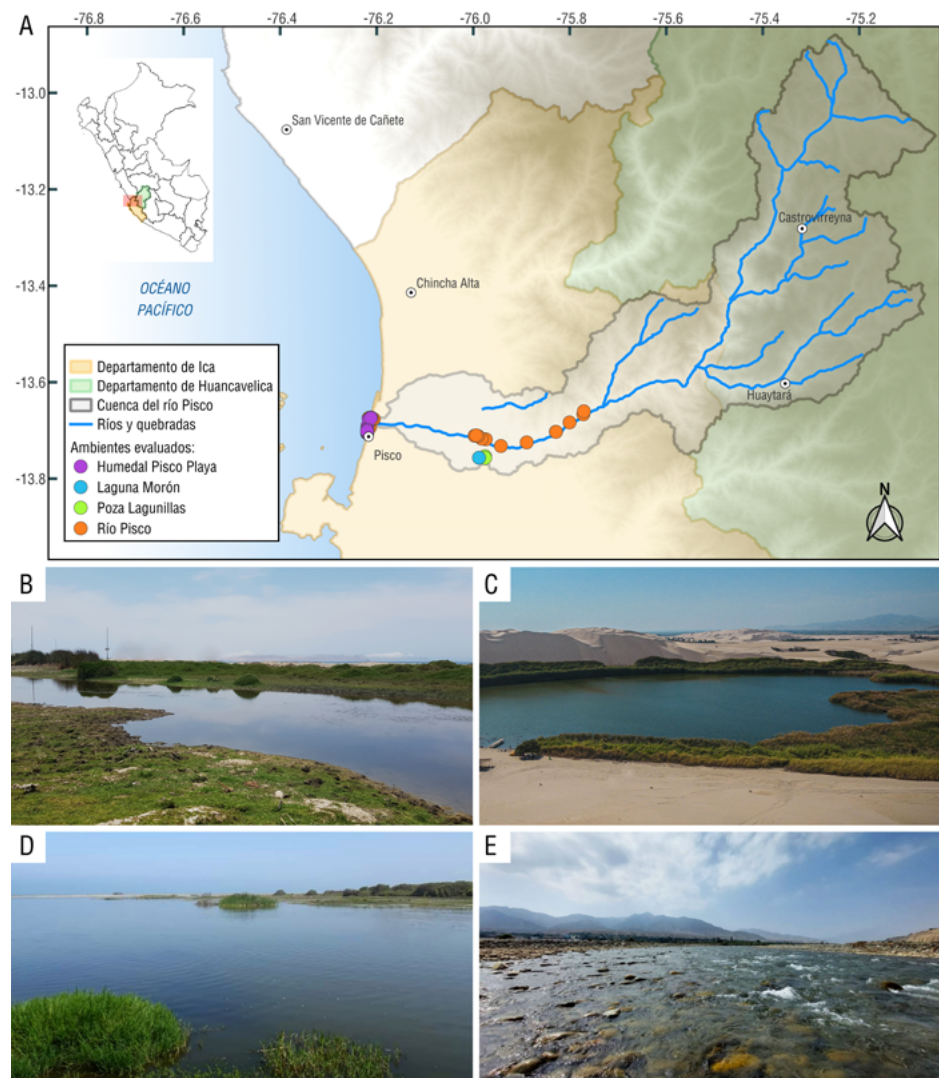 A
-76.8 -76.6 -76.4 -76.2 -76.0 -75.8 -75.6 -75.4 -75.2
-13.0
-13.2
-13.4
-13.6
-13.8
San Vicente de Cañete
Castrovirreyna
Chincha Alta
OCÉANO
PACÍFICO
Huaytará
Pisco
Departamento de Ica
Departamento de Huancavelica
Cuenca del río Pisco
Ríos y quebradas
Ambientes evaluados:
Humedal Pisco Playa
Laguna Morón
Poza Lagunillas
Río Pisco
N
B
C
D
E